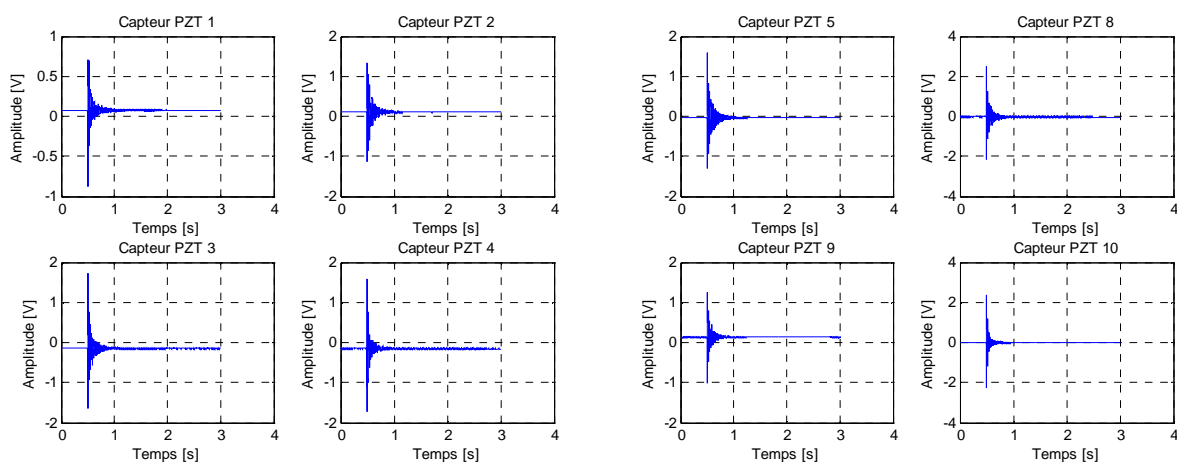 Capteur PZT 1
Amplitude [V]
1
0.5
0
-0.5
-1
0 1 2 3 4
Temps [s]
Capteur PZT 2
Amplitude [V]
2
1
0
-1
-2
0 1 2 3 4
Temps [s]
Capteur PZT 5
Amplitude [V]
2
1
0
-1
-2
0 1 2 3 4
Temps [s]
Capteur PZT 8
Amplitude [V]
4
2
0
-2
-4
0 1 2 3 4
Temps [s]
Capteur PZT 3
Amplitude [V]
2
1
0
-1
-2
0 1 2 3 4
Temps [s]
Capteur PZT 4
Amplitude [V]
2
1
0
-1
-2
0 1 2 3 4
Temps [s]
Capteur PZT 9
Amplitude [V]
2
1
0
-1
-2
0 1 2 3 4
Temps [s]
Capteur PZT 10
Amplitude [V]
4
2
0
-2
-4
0 1 2 3 4
Temps [s]